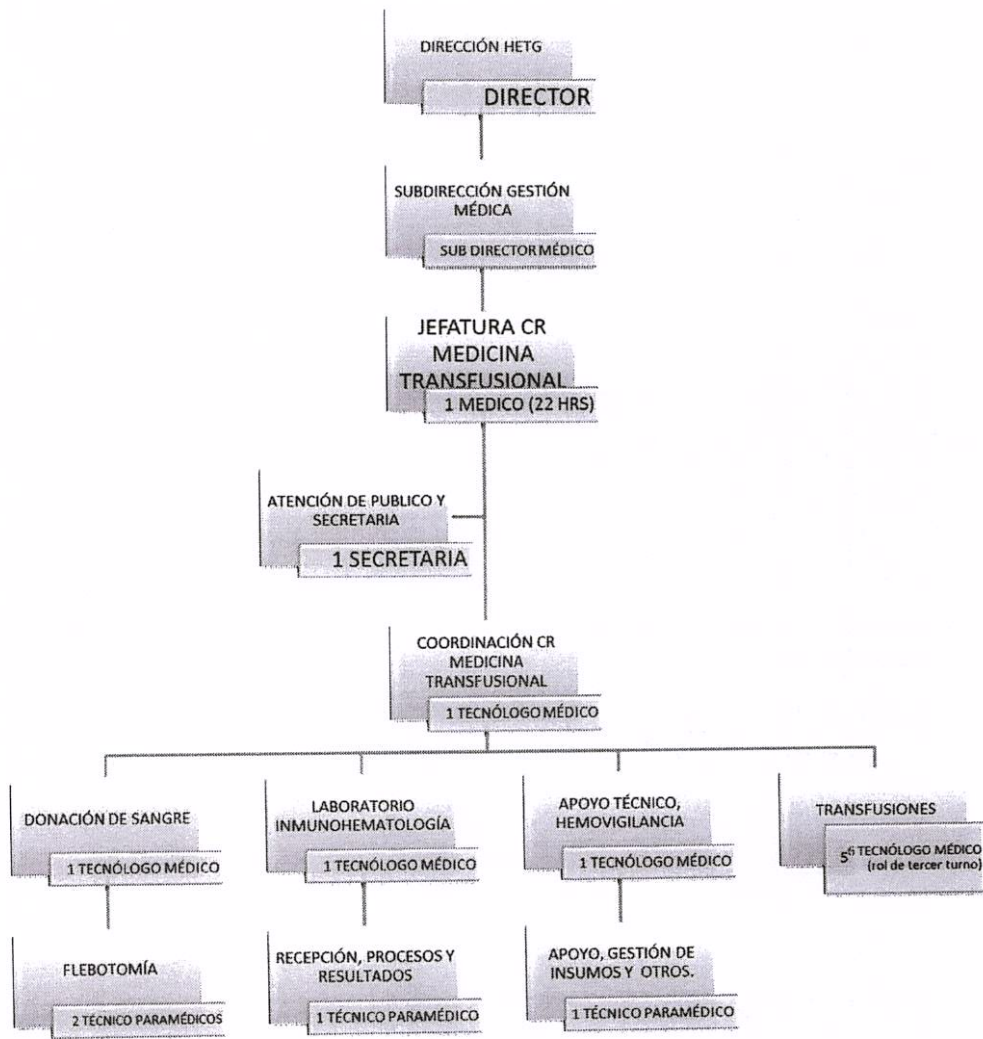 DIRECCIÓN HETG
DIRECTOR
SUBDIRECCIÓN GESTIÓN
MÉDICA
SUB DIRECTOR MÉDICO
JEFATURA CR
MEDICINA
TRANSFUSIONAL
1 MEDICO (22 HRS)
ATENCIÓN DE PUBLICO Y
SECRETARIA
1 SECRETARIA
COORDINACIÓN CR
MEDICINA
TRANSFUSIONAL
1 TECNÓLOGO MÉDICO
DONACIÓN DE SANGRE
1 TECNÓLOGO MÉDICO
LABORATORIO
INMUNOHEMATOLOGÍA
1 TECNÓLOGO MÉDICO
APOYO TÉCNICO,
HEMOVIGILANCIA
1 TECNÓLOGO MÉDICO
TRANSFUSIONES
TECNÓLOGO MÉDICO
(rol de tercer turno)
FLEBOTOMÍA
2 TÉCNICO PARAMÉDICOS
RECEPCIÓN, PROCESOS Y
RESULTADOS
1 TÉCNICO PARAMÉDICO
APOYO, GESTIÓN DE
INSUMOS Y OTROS.
1 TÉCNICO PARAMÉDICO